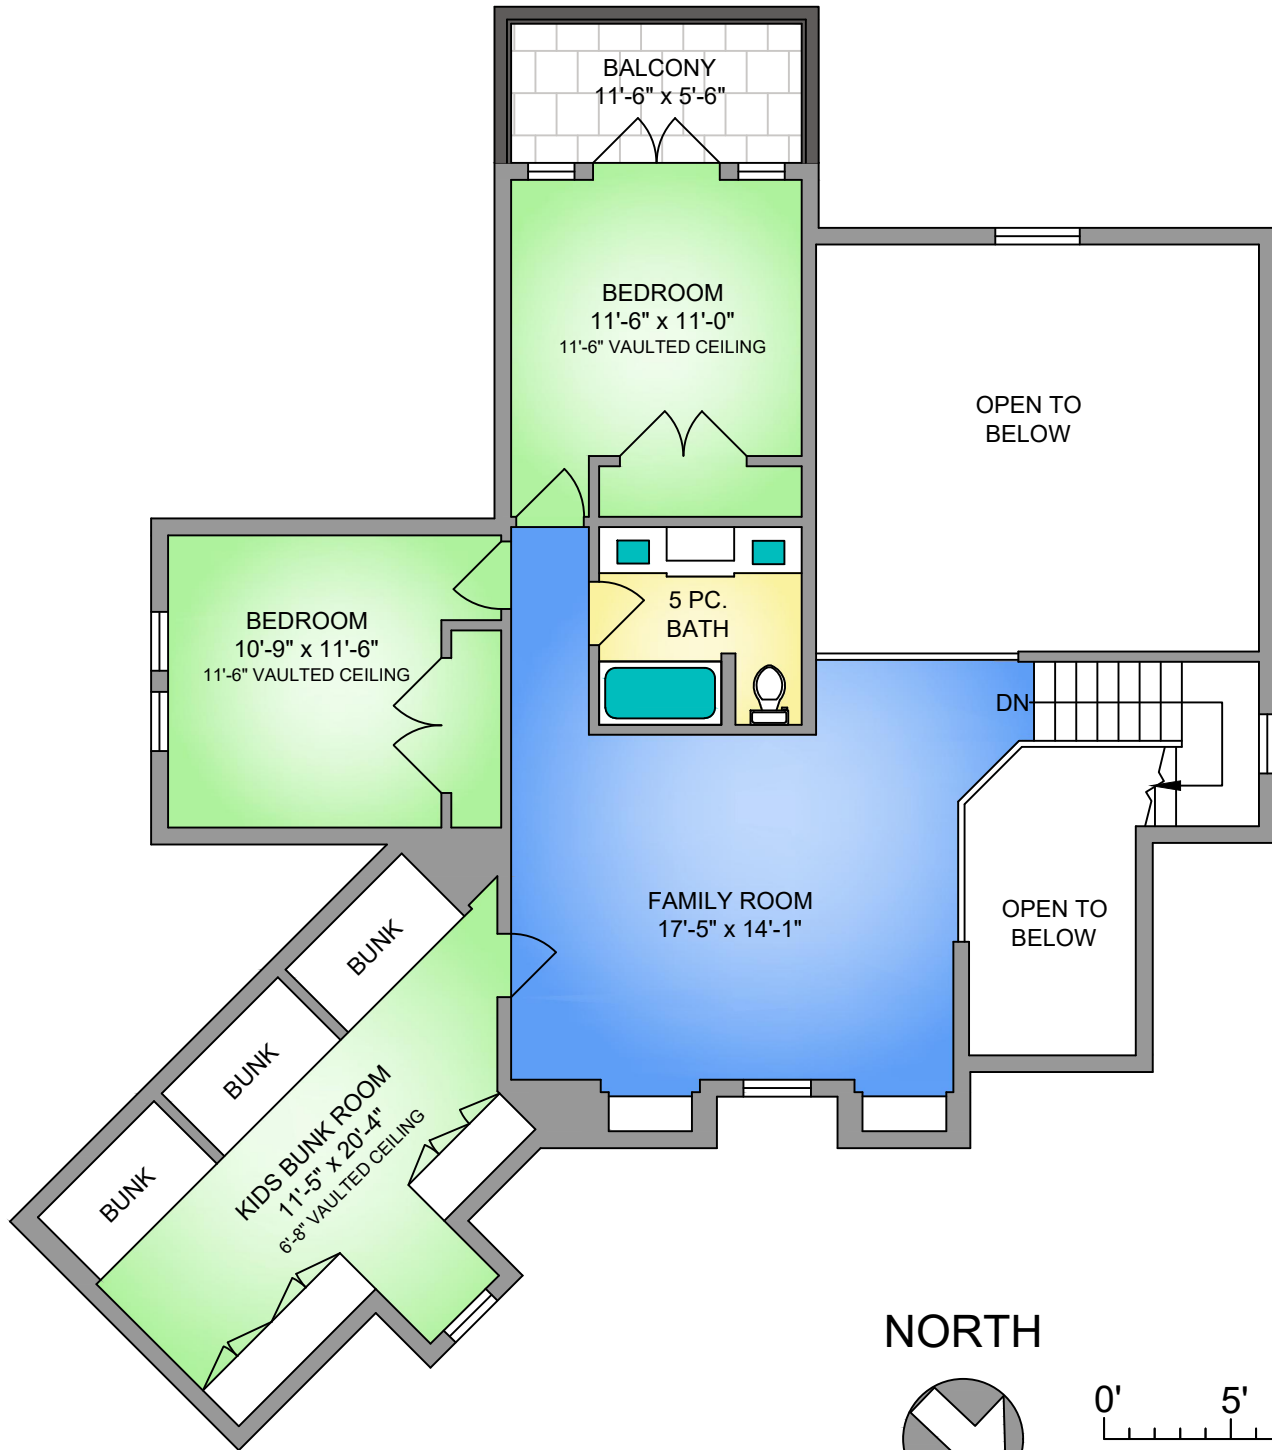 BALCONY
11'-6" x 5'-6"
BEDROOM
11'-6" x 11'-0"
11'-6" VAULTED CEILING
OPEN TO
BELOW
5 PC.
BATH
BEDROOM
10'-9" x 11'-6"
11'-6" VAULTED CEILING
DN
FAMILY ROOM
17'-5" x 14'-1"
OPEN TO
BELOW
BUNK
BUNK
BUNK
KIDS BUNK ROOM
11'-5" x 20'-4"
6'-8" VAULTED CEILING
NORTH
0' 5'